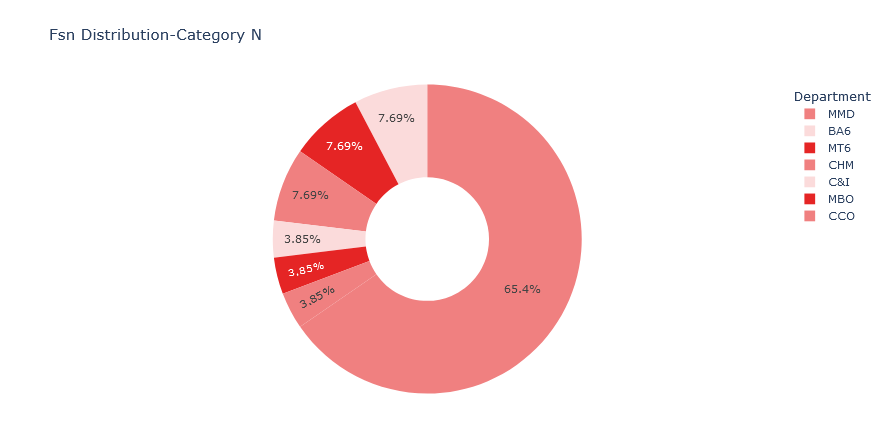 Fsn Distribution-Category N
Department
MMD
BA6
MT6
CHM
C&I
MBO
CCO
7.69%
7.69%
7.69%
3.85%
3.85%
3.85%
65.4%